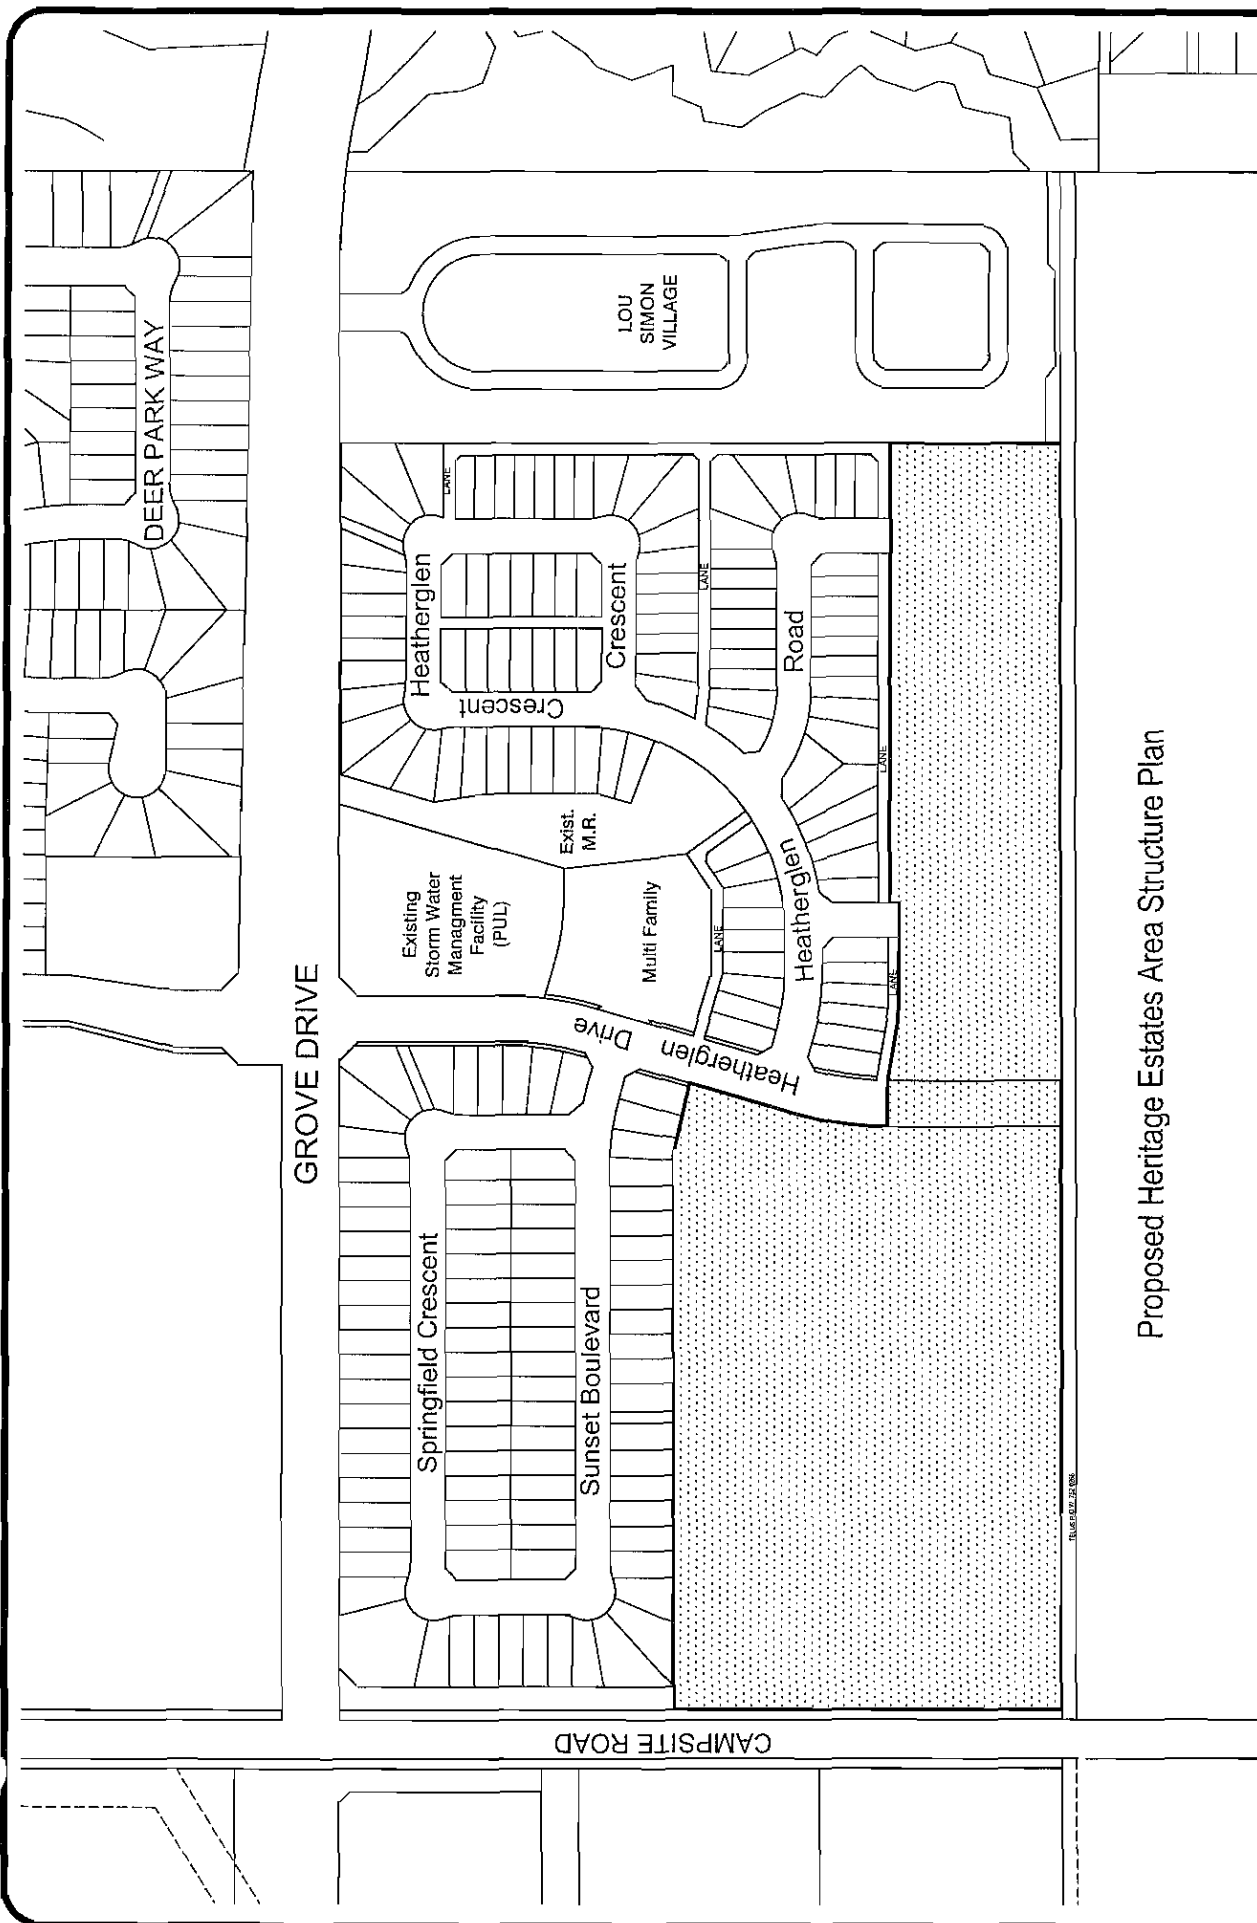 DEER PARK WAY
GROVE DRIVE
LOU
SIMON
VILLAGE
LANE
Heatherglen
Crescent
Crescent
LANE
Road
LANE
Exist.
M.R.
Existing
Storm Water
Managment
Facility
(PUL)
Multi Family
LANE
Heatherglen
LANE
Heatherglen Drive
Springfield Crescent
Sunset Boulevard
CAMPSITE ROAD
Proposed Heritage Estates Area Structure Plan